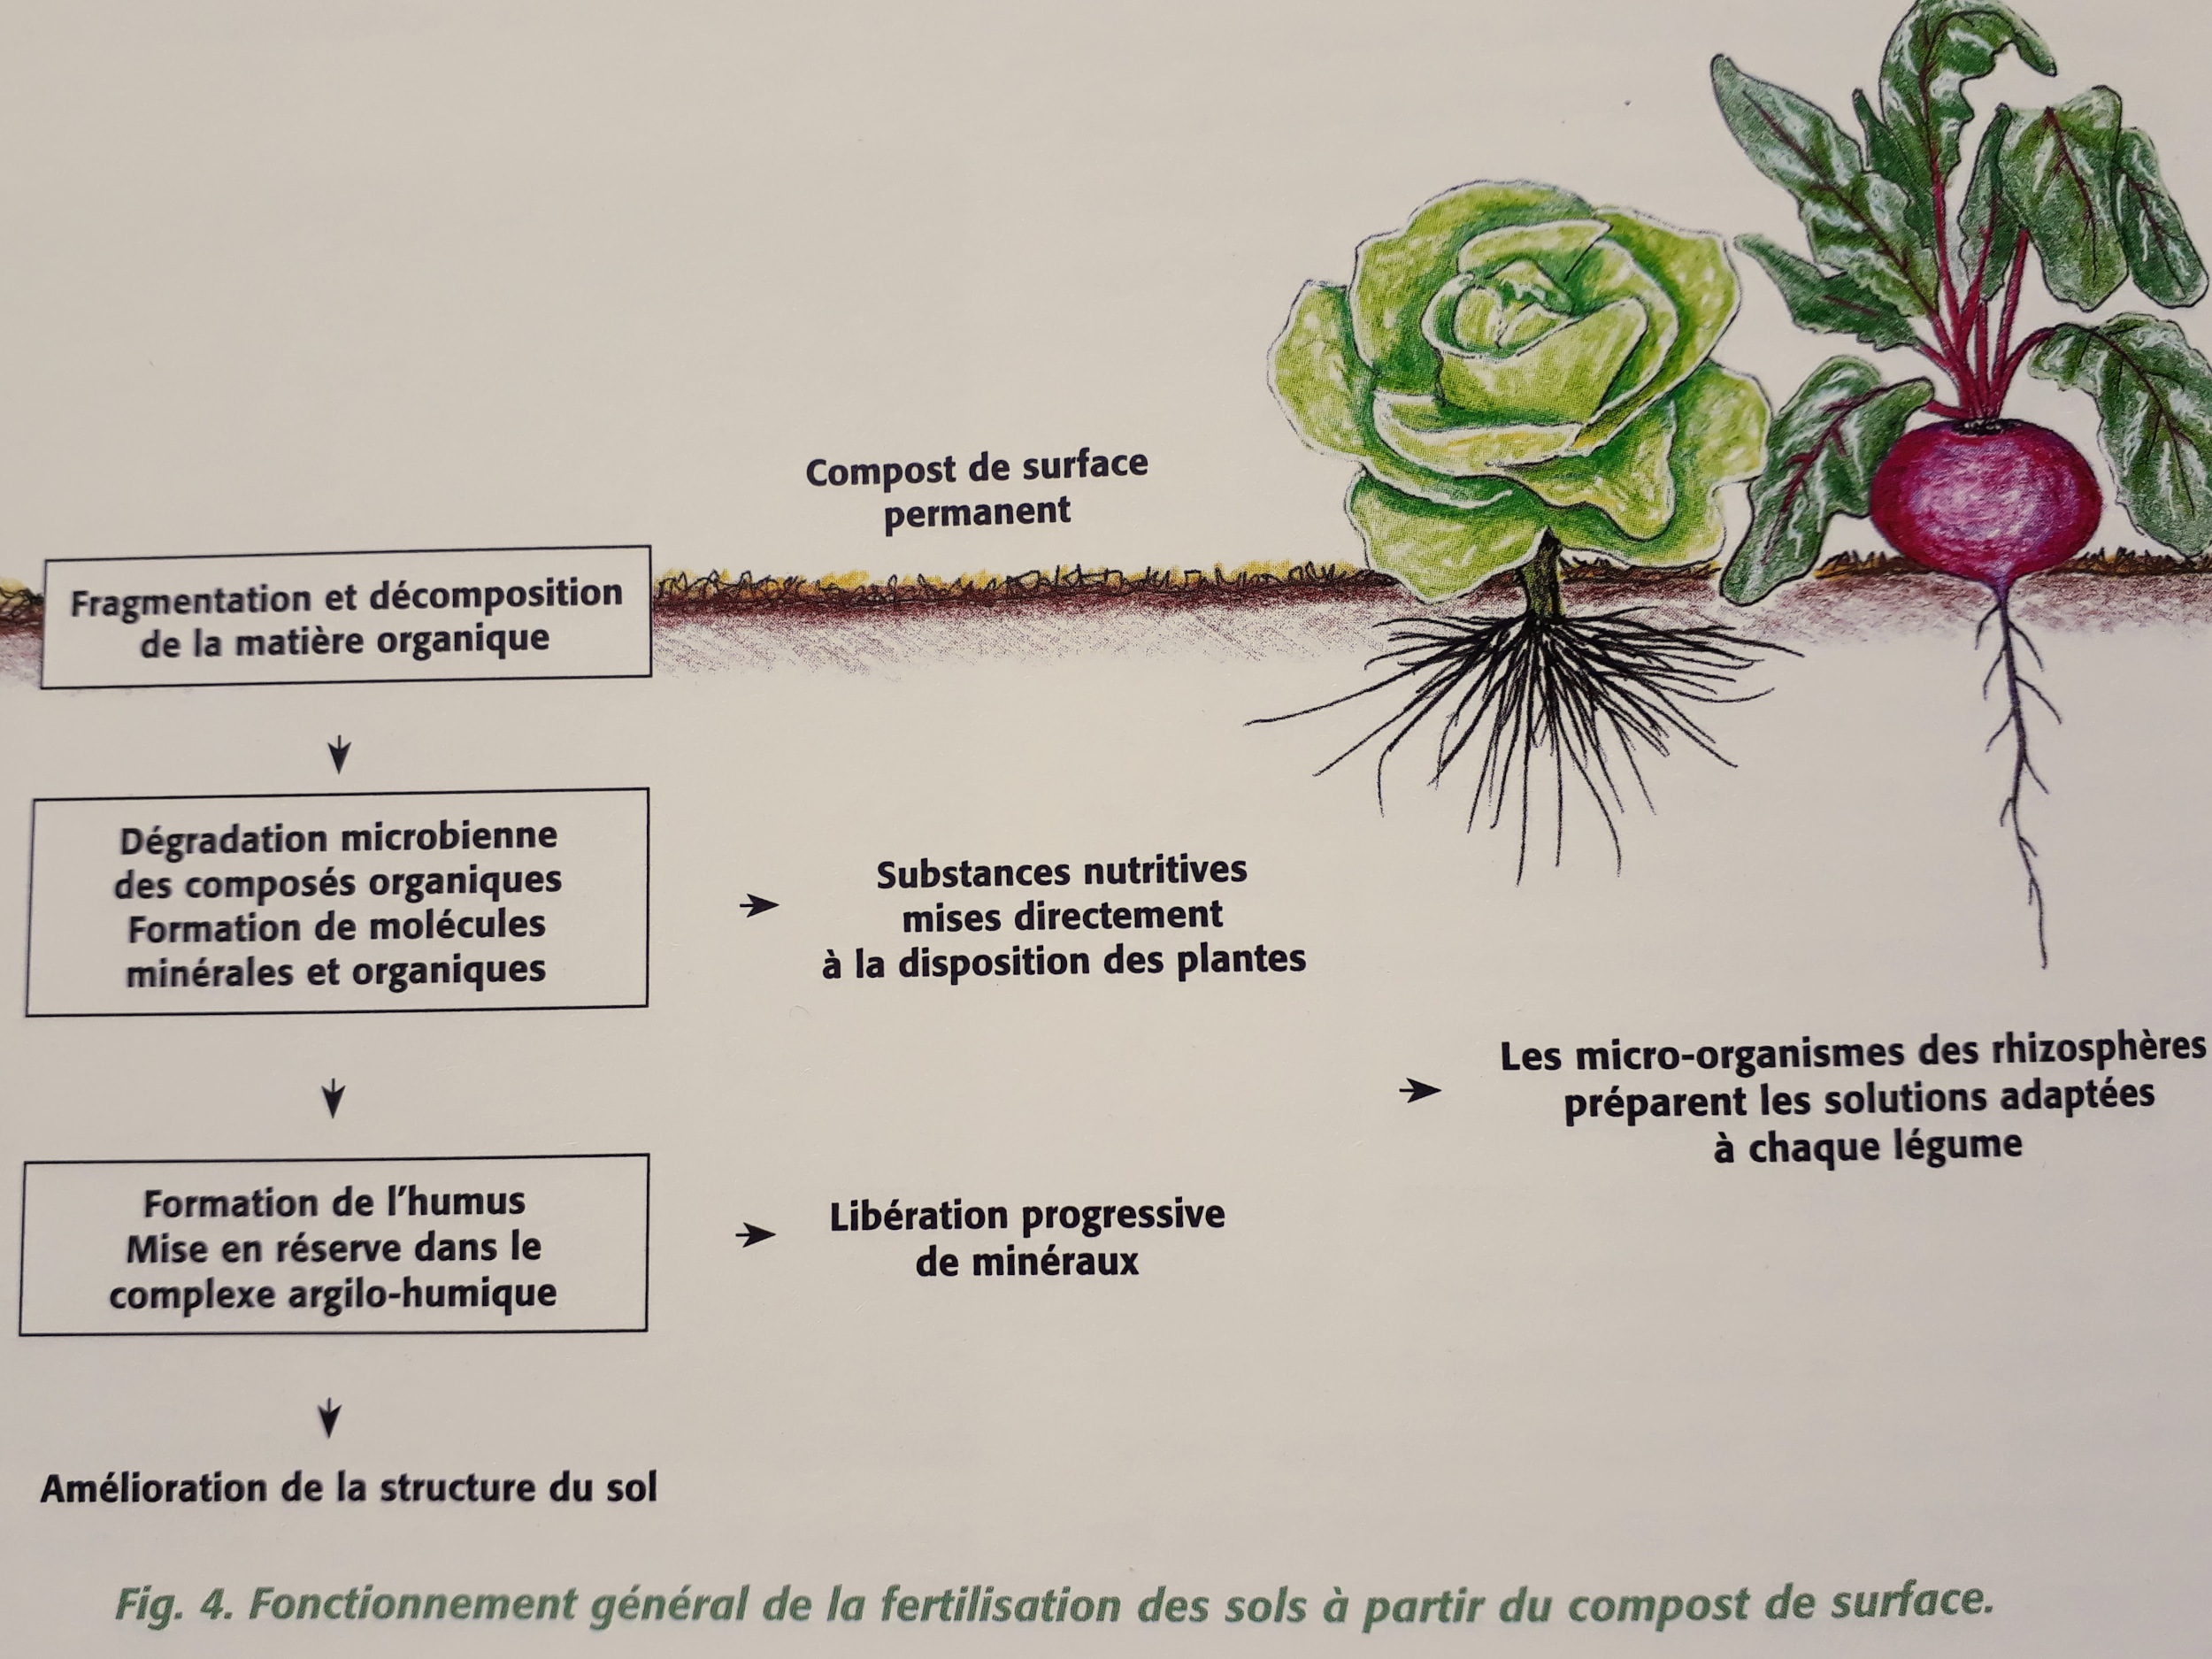 Compost de surface
permanent
Fragmentation et décomposition
de la matière organique
Dégradation microbienne
des composés organiques
Formation de molécules
minérales et organiques
Substances nutritives
mises directement
à la disposition des plantes
Les micro-organismes des rhizosphères
préparent les solutions adaptées
à chaque légume
Formation de l'humus
Mise en réserve dans le
complexe argilo-humique
Libération progressive
de minéraux
Amélioration de la structure du sol
Fig. 4. Fonctionnement général de la fertilisation des sols à partir du compost de surface.